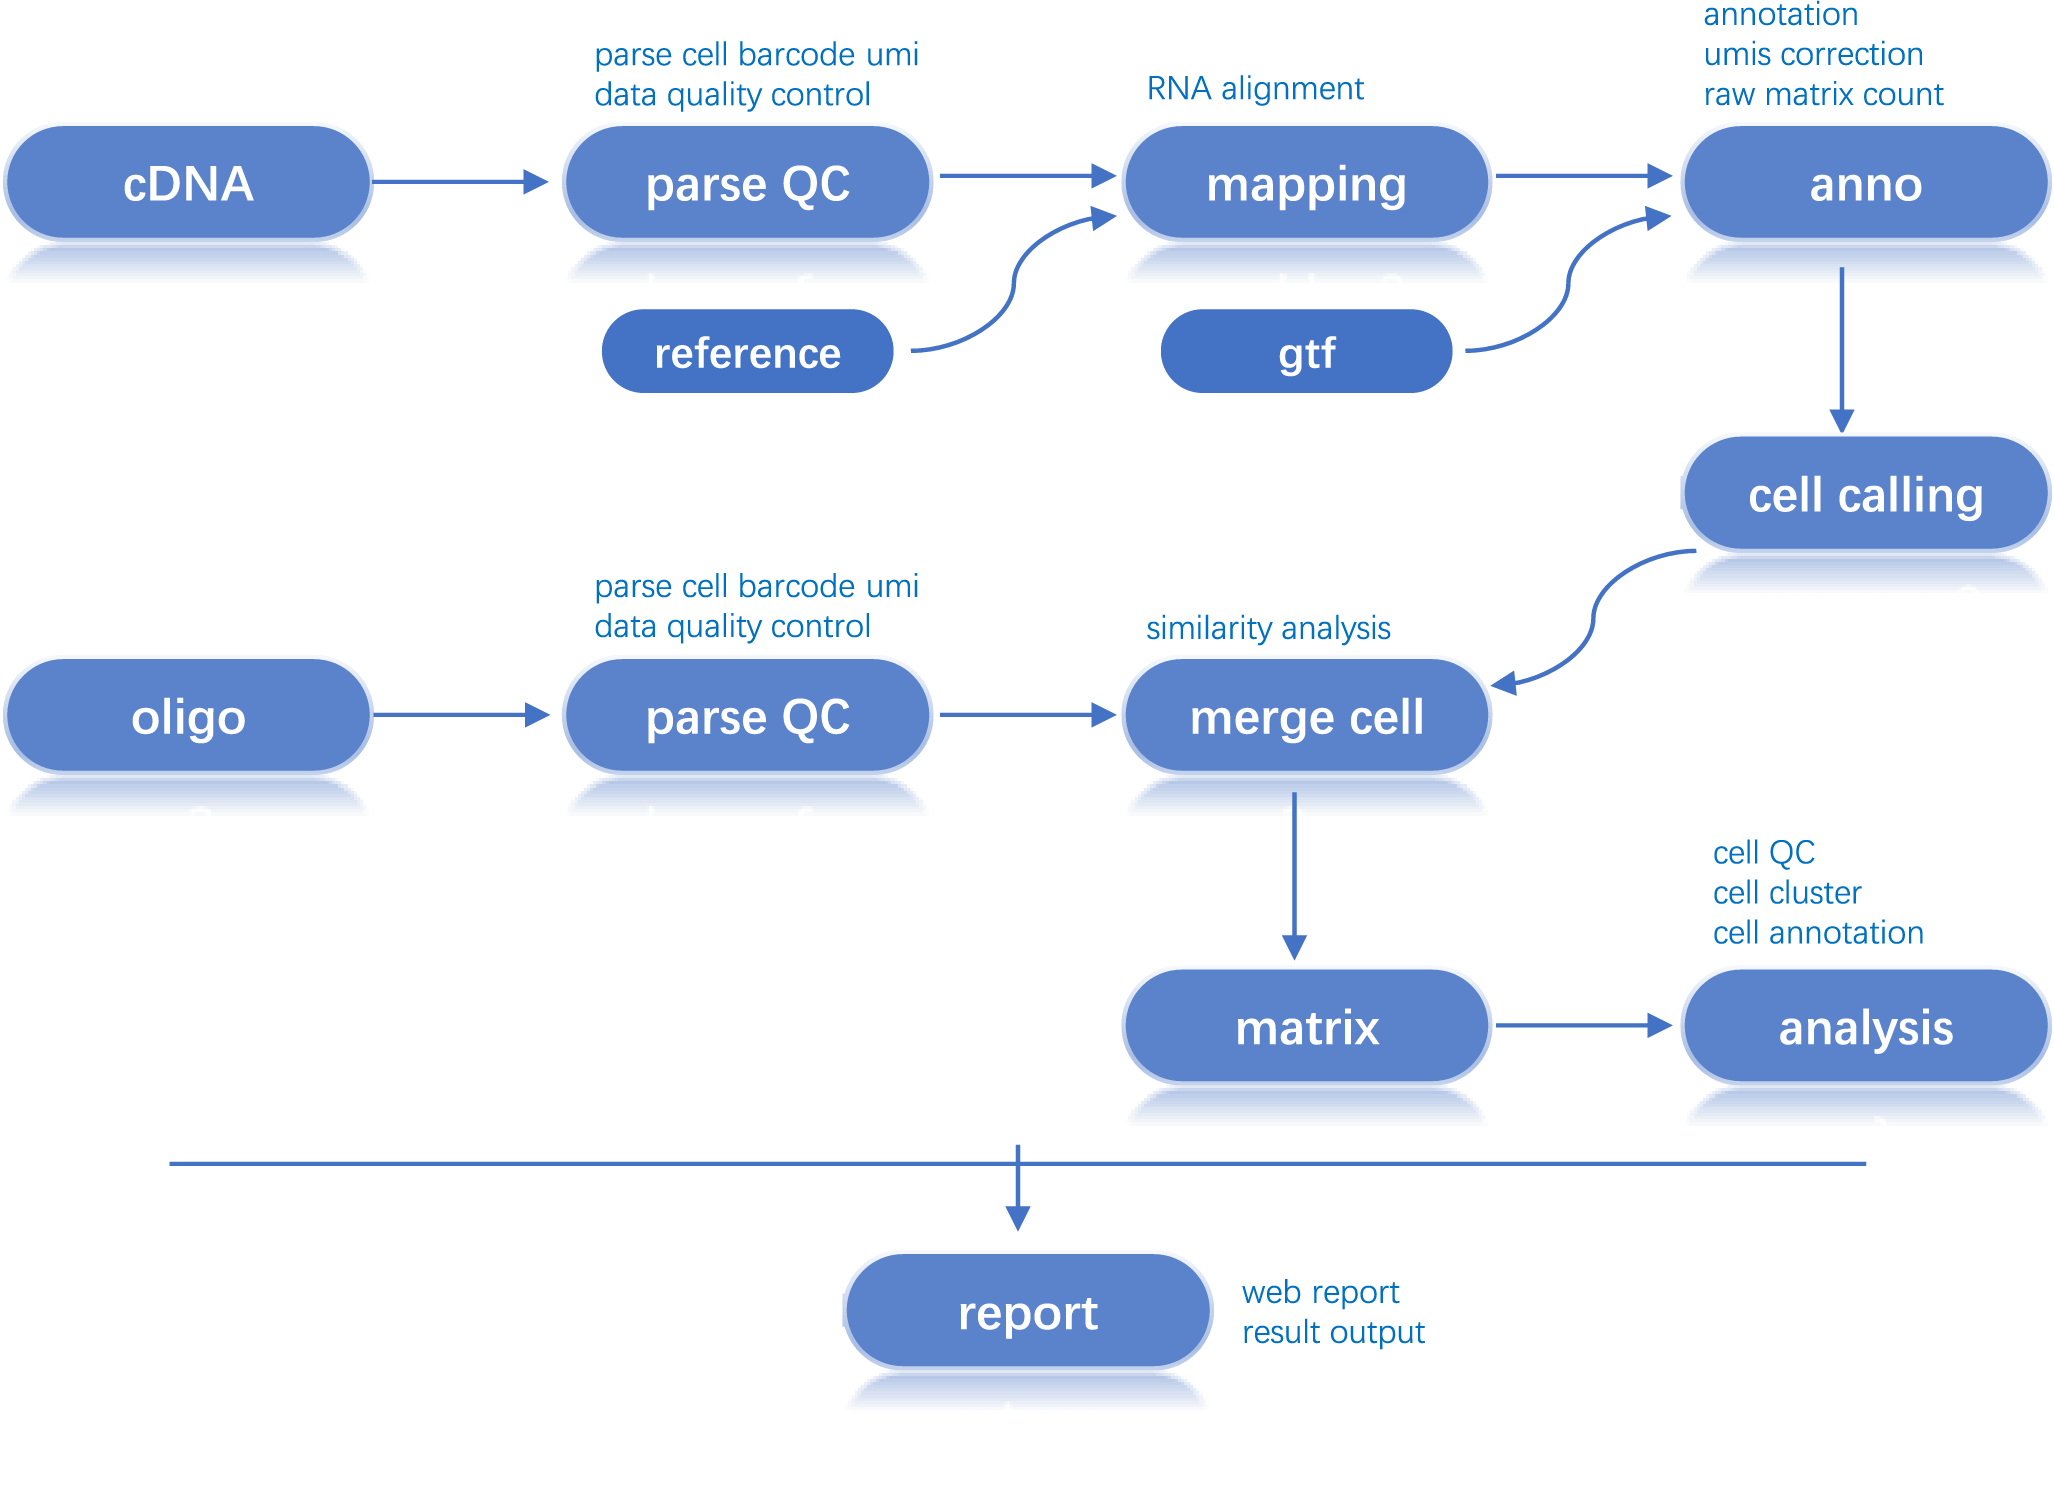 annotation
umis correction
raw matrix count
parse cell barcode umi
data quality control
RNA alignment
cDNA
parse QC
mapping
anno
reference
gtf
cell calling
parse cell barcode umi
data quality control
similarity analysis
oligo
parse QC
merge cell
cell QC
cell cluster
cell annotation
matrix
analysis
report
web report
result output